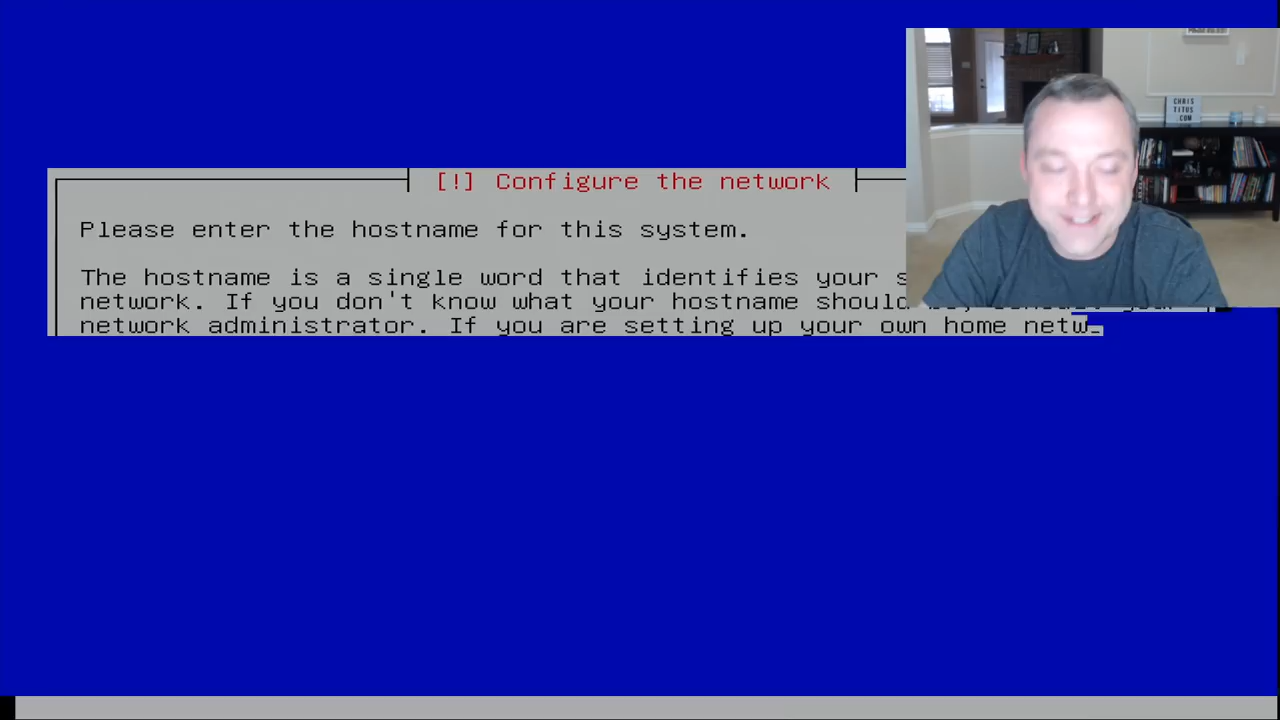 [!] Configure the network
CHRIS
TITUS
.COM
Please enter the hostname for this system.
The hostname is a single word that identifies your
network. If you don't know what your hostname should
network administrator. If you are setting up your own home netw